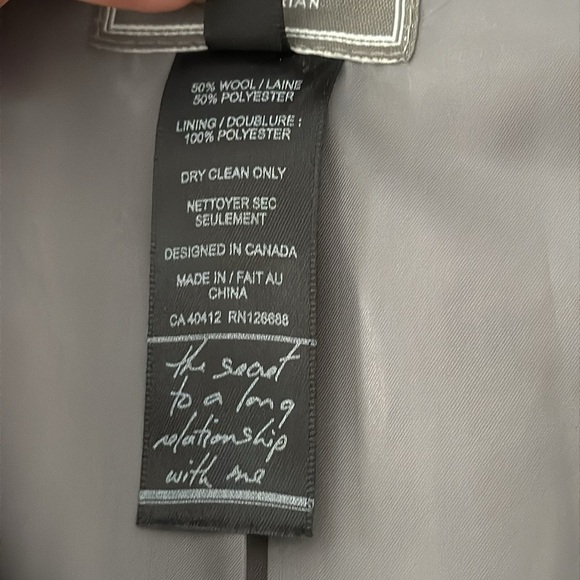 50% WOOL / LAINE
50% POLYESTER
LINING / DOUBLURE :
100% POLYESTER
DRY CLEAN ONLY
NETTOYER SEC
SEULEMENT
DESIGNED IN CANADA
MADE IN / FAIT AU
CHINA
CA 40412 RN126688
the secret
to a long
relationship
with me